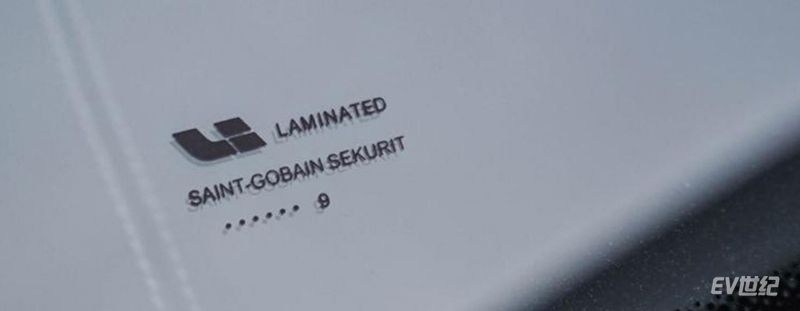 LAMINATED
SAINT-GOBAIN SEKURIT
...... 9
EV世纪